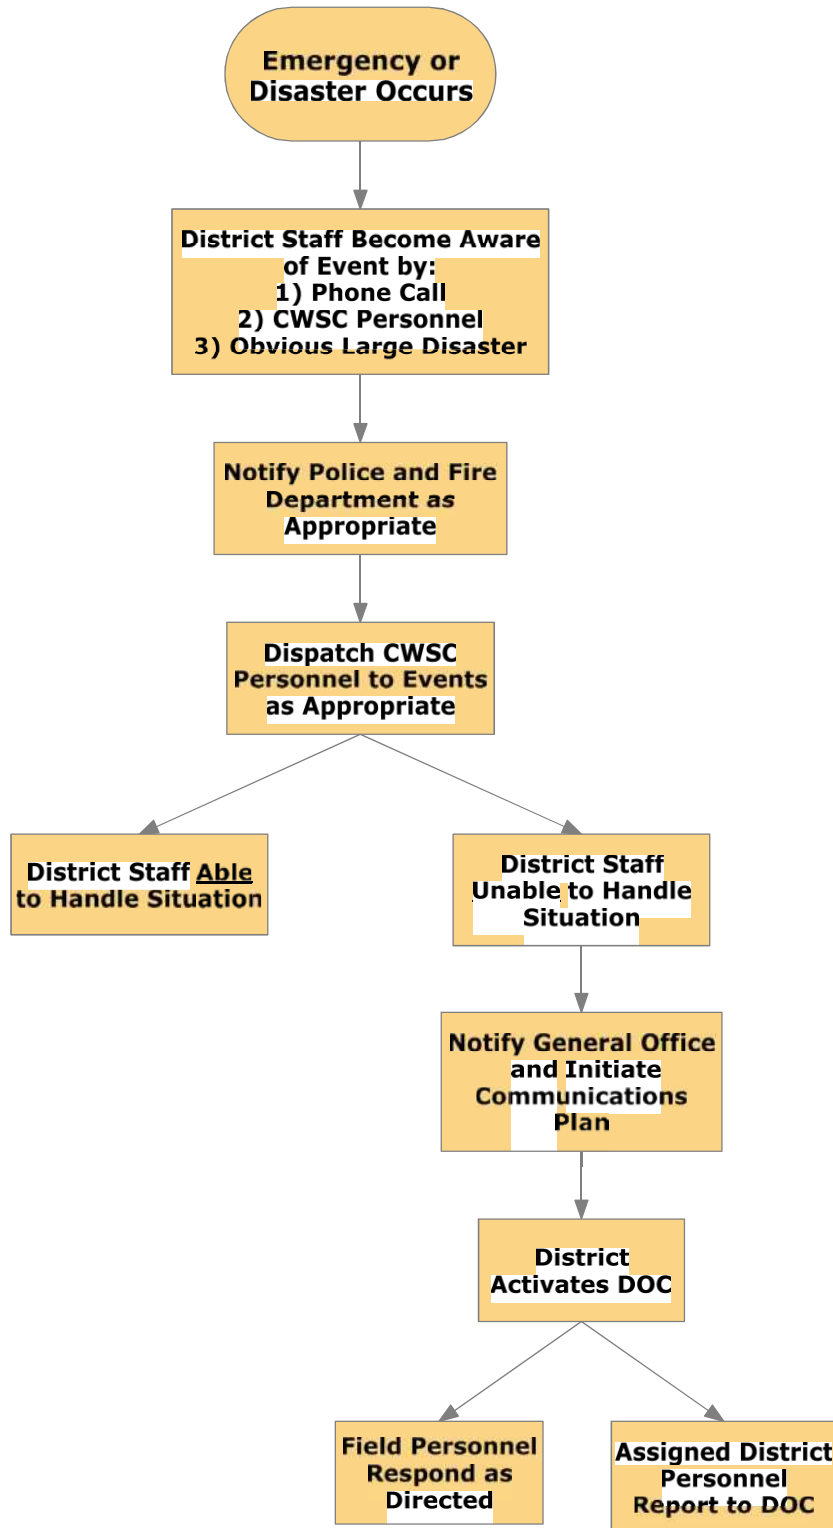 Emergency or
Disaster Occurs
District Staff Become Aware
of Event by:
1) Phone Call
2) CWSC Personnel
3) Obvious Large Disaster
Notify Police and Fire
Department as
Appropriate
Dispatch CWSC
Personnel to Events
as Appropriate
District Staff Able
to Handle Situation
District Staff
Unable to Handle
Situation
Notify General Office
and Initiate
Communications
Plan
District
Activates DOC
Field Personnel
Respond as
Directed
Assigned District
Personnel
Report to DOC